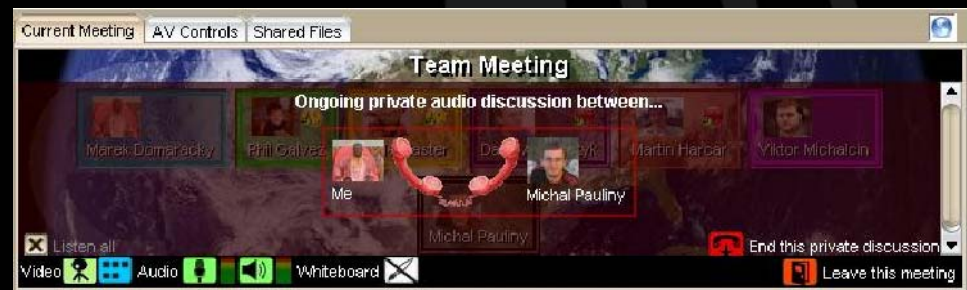 Current Meeting AV Controls Shared Files
Team Meeting
Ongoing private audio discussion between...
Marek Domaracky Phil Galvez Martin Harcar Viktor Michalcin
Me Michal Pauliny
Michal Pauliny
Listen all End this private discussion
Video Audio Whiteboard Leave this meeting